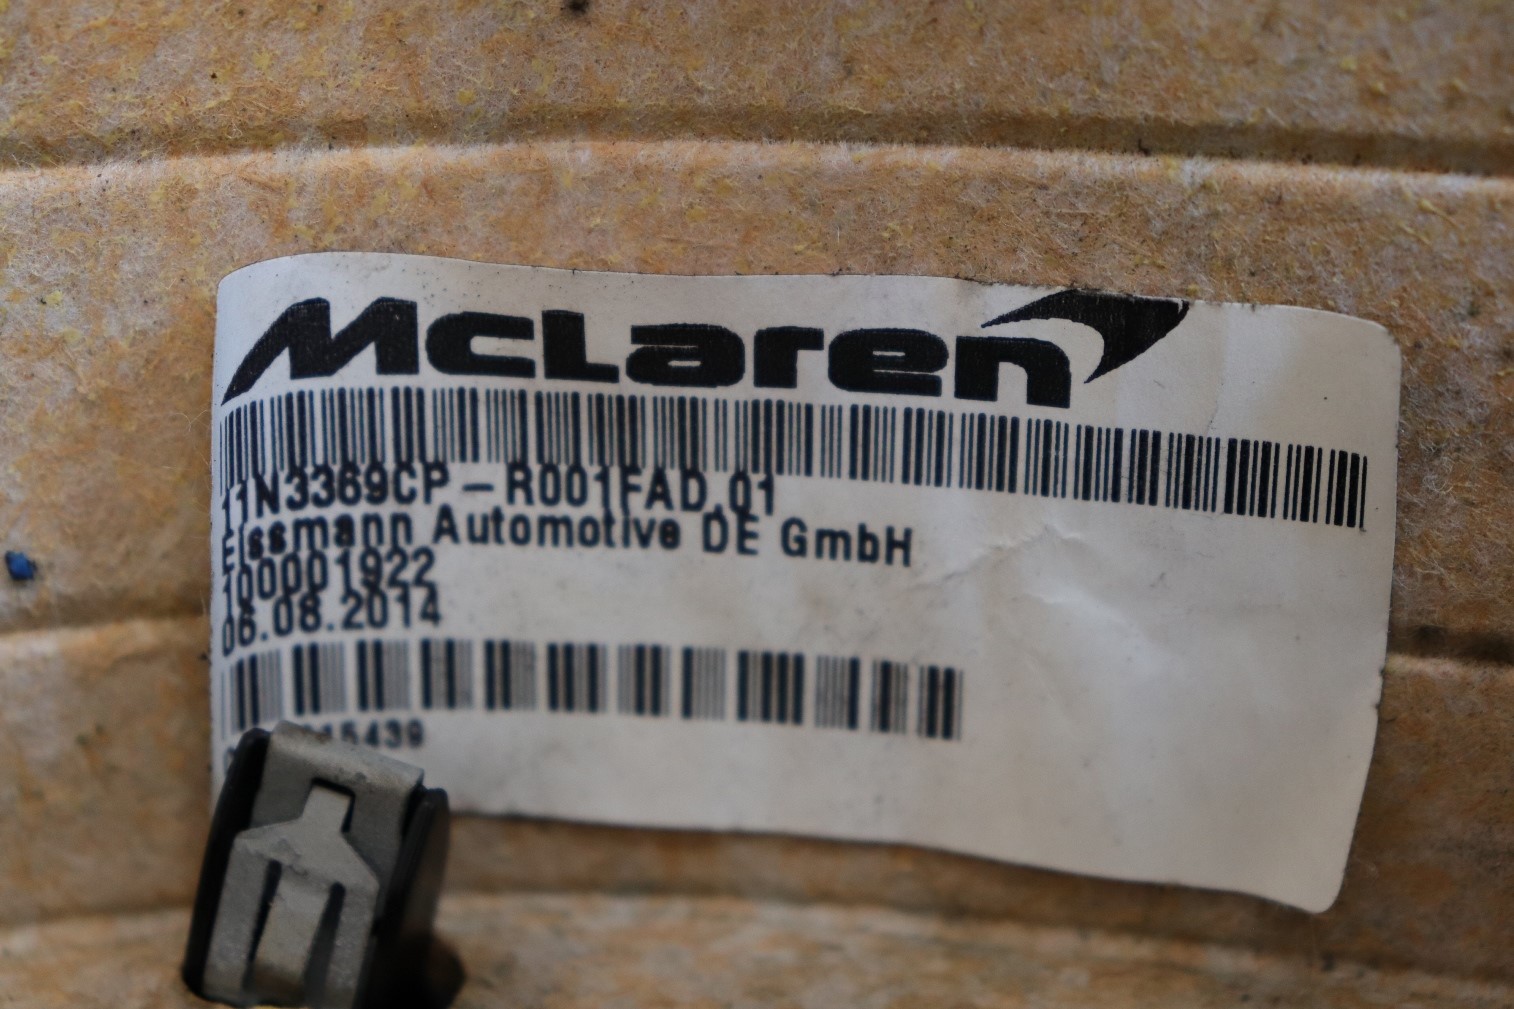 McLaren
11N3369CP-R001FAD.01
Eissmann Automotive DE GmbH
100001922
06.08.2014